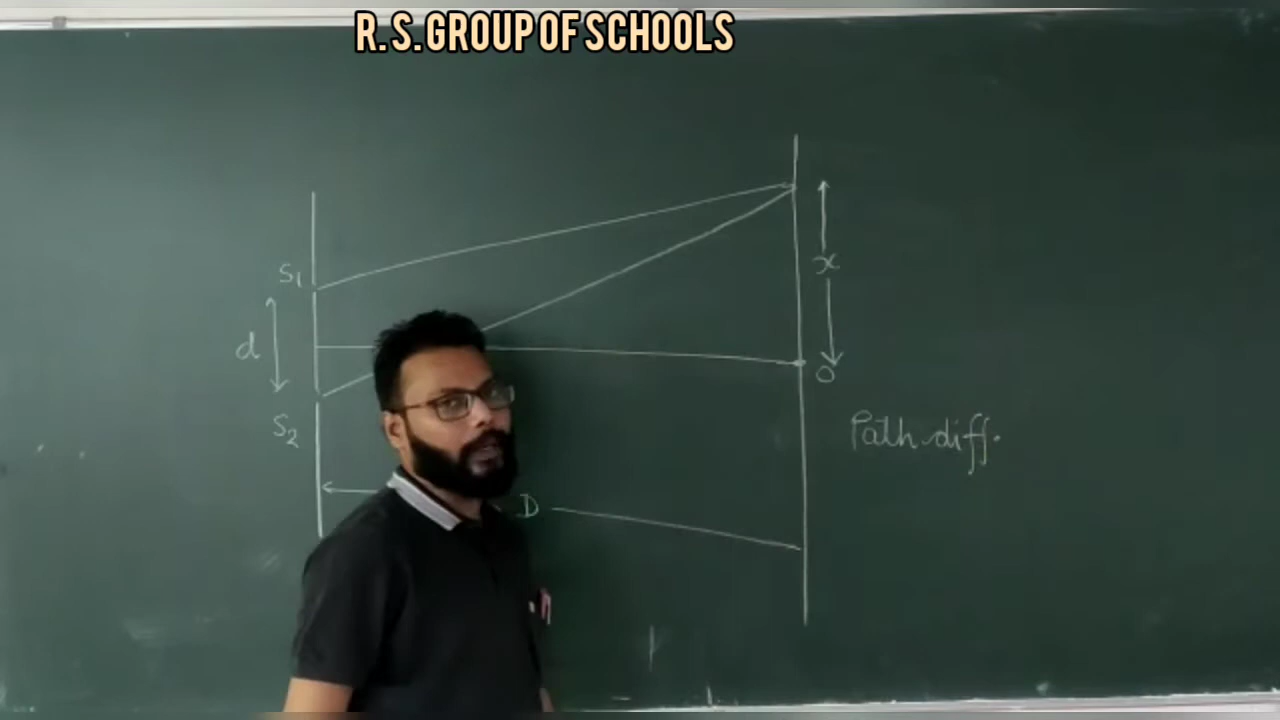 R. S. GROUP OF SCHOOLS
S1
x
d
O
S2
Path diff.
D